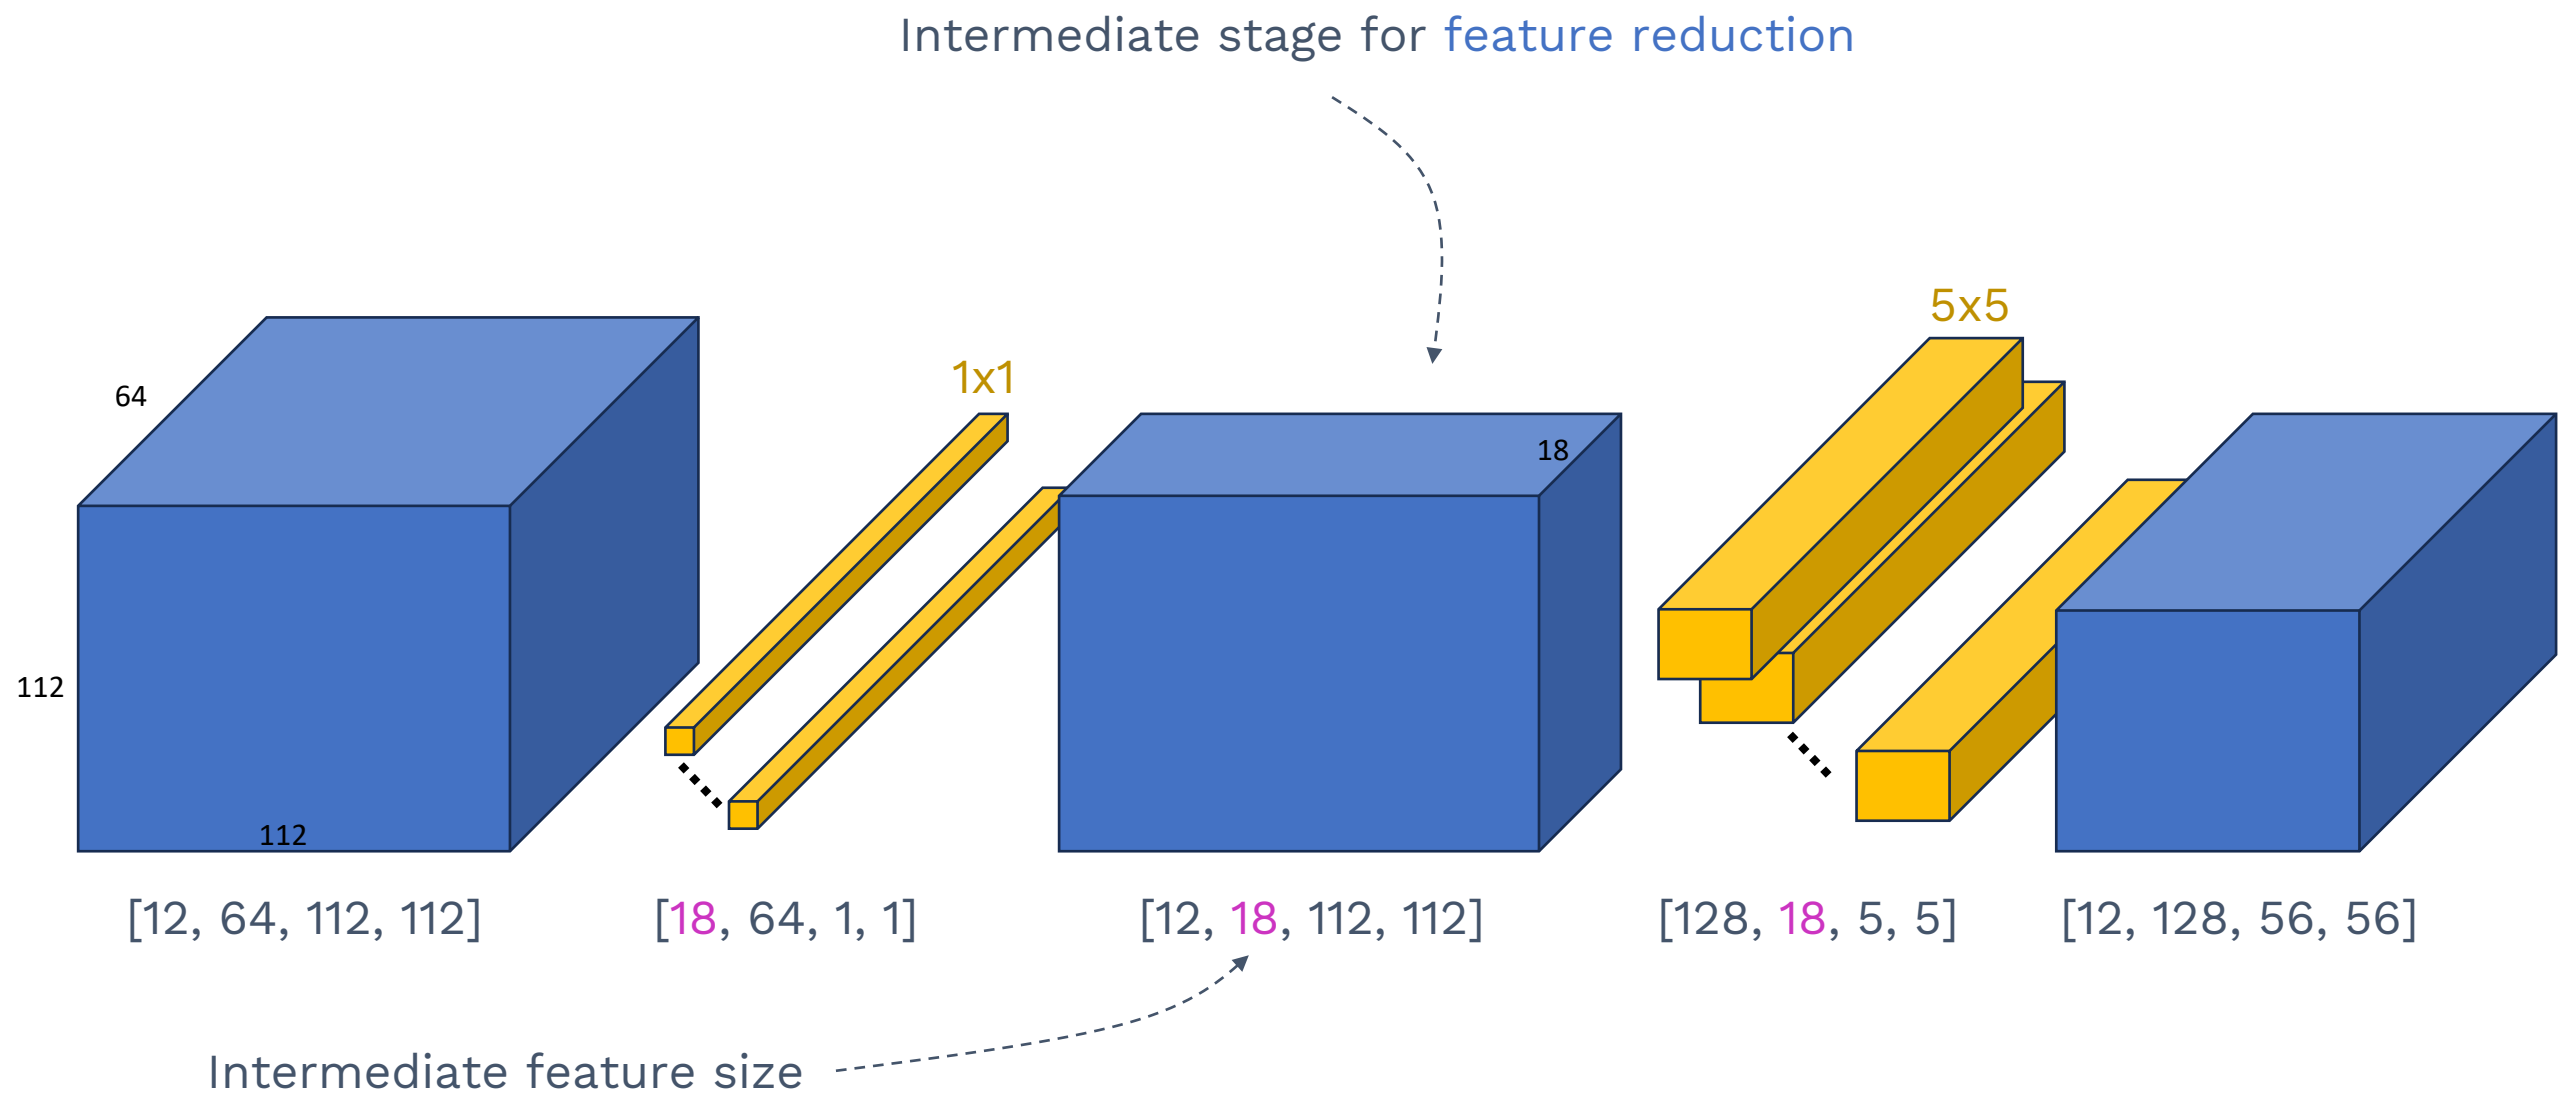 Intermediate stage for feature reduction
5x5
1x1
64
18
112
112
[12, 64, 112, 112]
[18, 64, 1, 1]
[12, 18, 112, 112]
[128, 18, 5, 5]
[12, 128, 56, 56]
Intermediate feature size